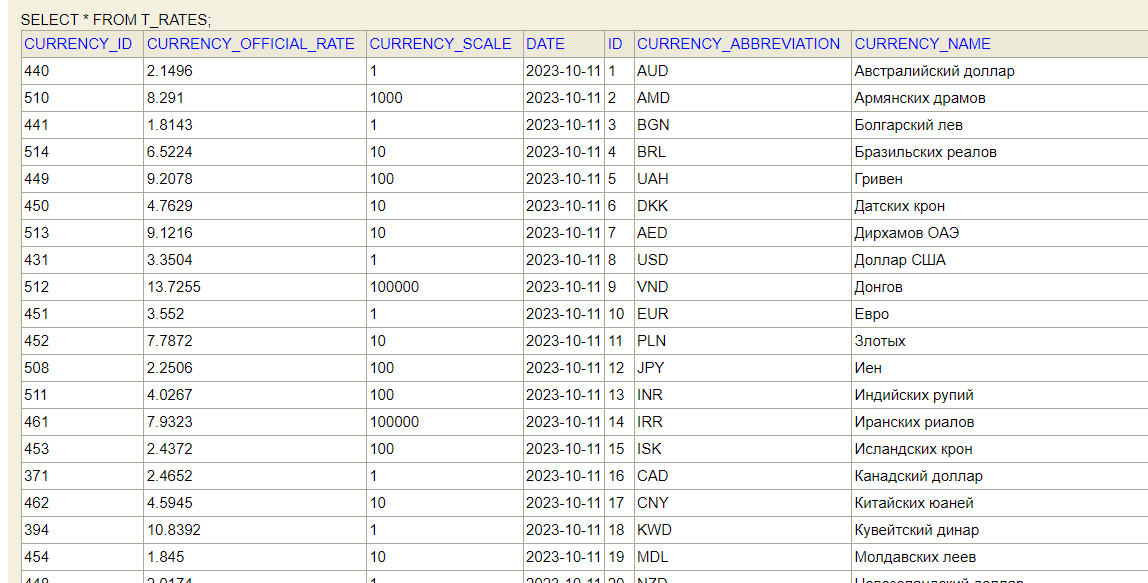 SELECT * FROM T_RATES;
CURRENCY_ID CURRENCY_OFFICIAL_RATE CURRENCY_SCALE DATE ID CURRENCY_ABBREVIATION CURRENCY_NAME
440 2.1496 1 2023-10-11 1 AUD Австралийский доллар
510 8.291 1000 2023-10-11 2 AMD Армянских драмов
441 1.8143 1 2023-10-11 3 BGN Болгарский лев
514 6.5224 10 2023-10-11 4 BRL Бразильских реалов
449 9.2078 100 2023-10-11 5 UAH Гривен
450 4.7629 10 2023-10-11 6 DKK Датских крон
513 9.1216 10 2023-10-11 7 AED Дирхамов ОАЭ
431 3.3504 1 2023-10-11 8 USD Доллар США
512 13.7255 100000 2023-10-11 9 VND Донгов
451 3.552 1 2023-10-11 10 EUR Евро
452 7.7872 10 2023-10-11 11 PLN Злотых
508 2.2506 100 2023-10-11 12 JPY Иен
511 4.0267 100 2023-10-11 13 INR Индийских рупий
461 7.9323 100000 2023-10-11 14 IRR Иранских риалов
453 2.4372 100 2023-10-11 15 ISK Исландских крон
371 2.4652 1 2023-10-11 16 CAD Канадский доллар
462 4.5945 10 2023-10-11 17 CNY Китайских юаней
394 10.8392 1 2023-10-11 18 KWD Кувейтский динар
454 1.845 10 2023-10-11 19 MDL Молдавских леев